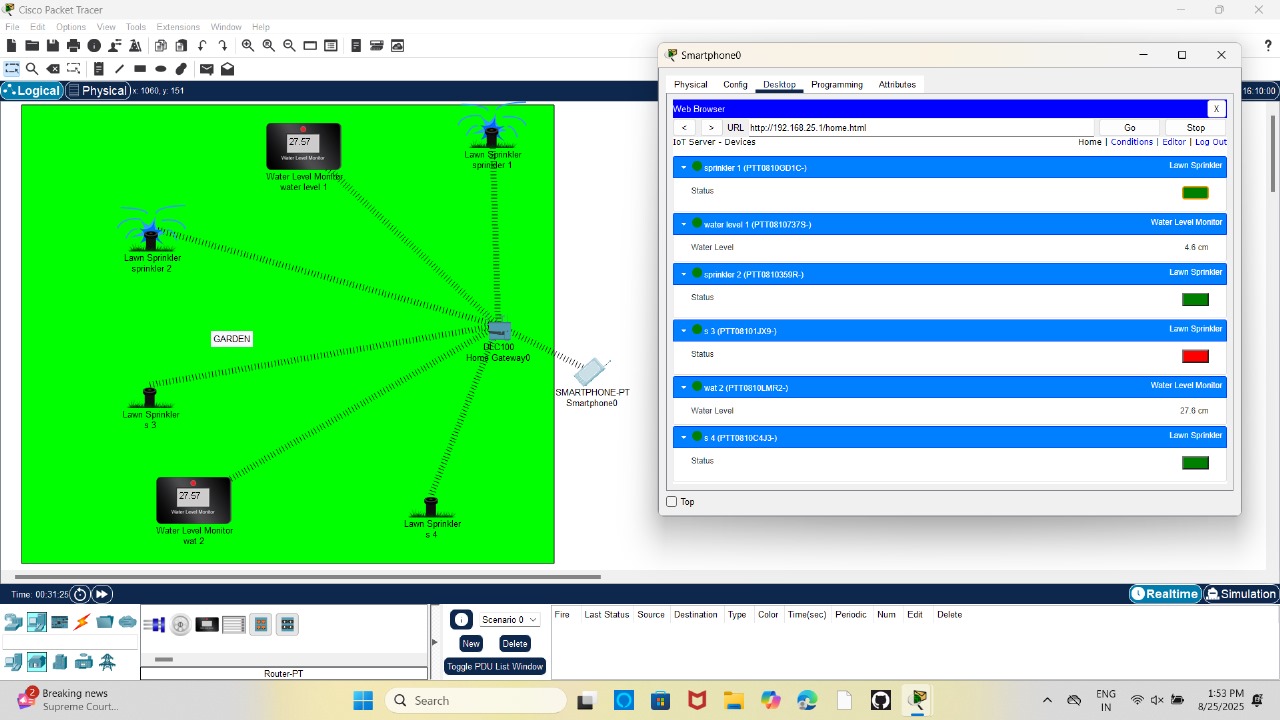 Cisco Packet Tracer
File Edit Options View Tools Extensions Window Help
Logical Physical x: 1060, y: 151
16:10:00
27.57
Water Level Monitor
Water Level Monitor
water level 1
Lawn Sprinkler
sprinkler 1
Lawn Sprinkler
sprinkler 2
GARDEN
DLC100
Home Gateway0
SMARTPHONE-PT
Smartphone0
Lawn Sprinkler
s 3
27.57
Water Level Monitor
Water Level Monitor
wat 2
Lawn Sprinkler
s 4
Smartphone0
Physical Config Desktop Programming Attributes
Web Browser X
< > URL http://192.168.25.1/home.html Go Stop
IoT Server - Devices Home | Conditions | Editor | Log Out
sprinkler 1 (PTT0810GD1C-) Lawn Sprinkler
Status
water level 1 (PTT0810737S-) Water Level Monitor
Water Level
sprinkler 2 (PTT0810359R-) Lawn Sprinkler
Status
s 3 (PTT08101JX9-) Lawn Sprinkler
Status
wat 2 (PTT0810LMR2-) Water Level Monitor
Water Level 27.6 cm
s 4 (PTT0810C4J3-) Lawn Sprinkler
Status
Top
Time: 00:31:25 Realtime Simulation
Scenario 0
New Delete
Toggle PDU List Window
Fire Last Status Source Destination Type Color Time(sec) Periodic Num Edit Delete
Router-PT
2
Breaking news
Supreme Court...
Search
ENG
IN
1:53 PM
8/25/2025